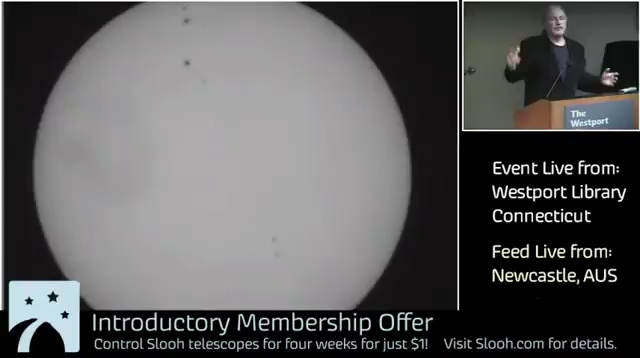 The
Westport
Event Live from:
Westport Library
Connecticut
Feed Live from:
Newcastle, AUS
Introductory Membership Offer
Control Slooh telescopes for four weeks for just $1! Visit Slooh.com for details.